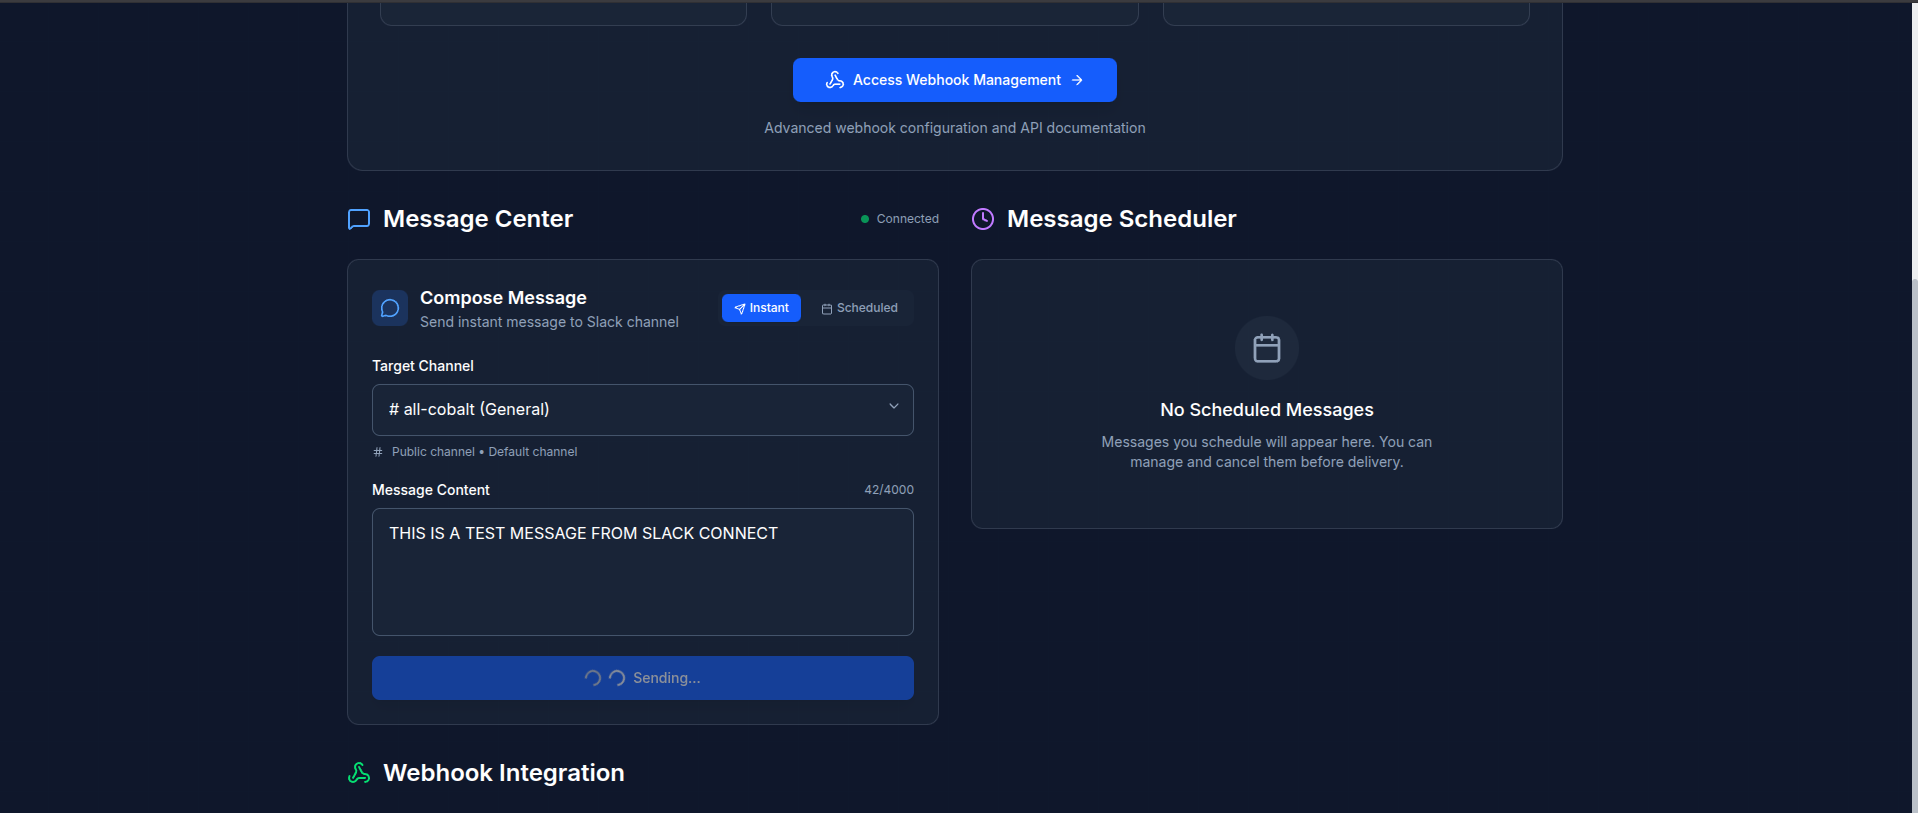 Access Webhook Management
Advanced webhook configuration and API documentation
Message Center
Connected
Compose Message
Send instant message to Slack channel
Instant
Scheduled
Target Channel
# all-cobalt (General)
# Public channel • Default channel
Message Content
42/4000
THIS IS A TEST MESSAGE FROM SLACK CONNECT
Sending...
Message Scheduler
No Scheduled Messages
Messages you schedule will appear here. You can
manage and cancel them before delivery.
Webhook Integration